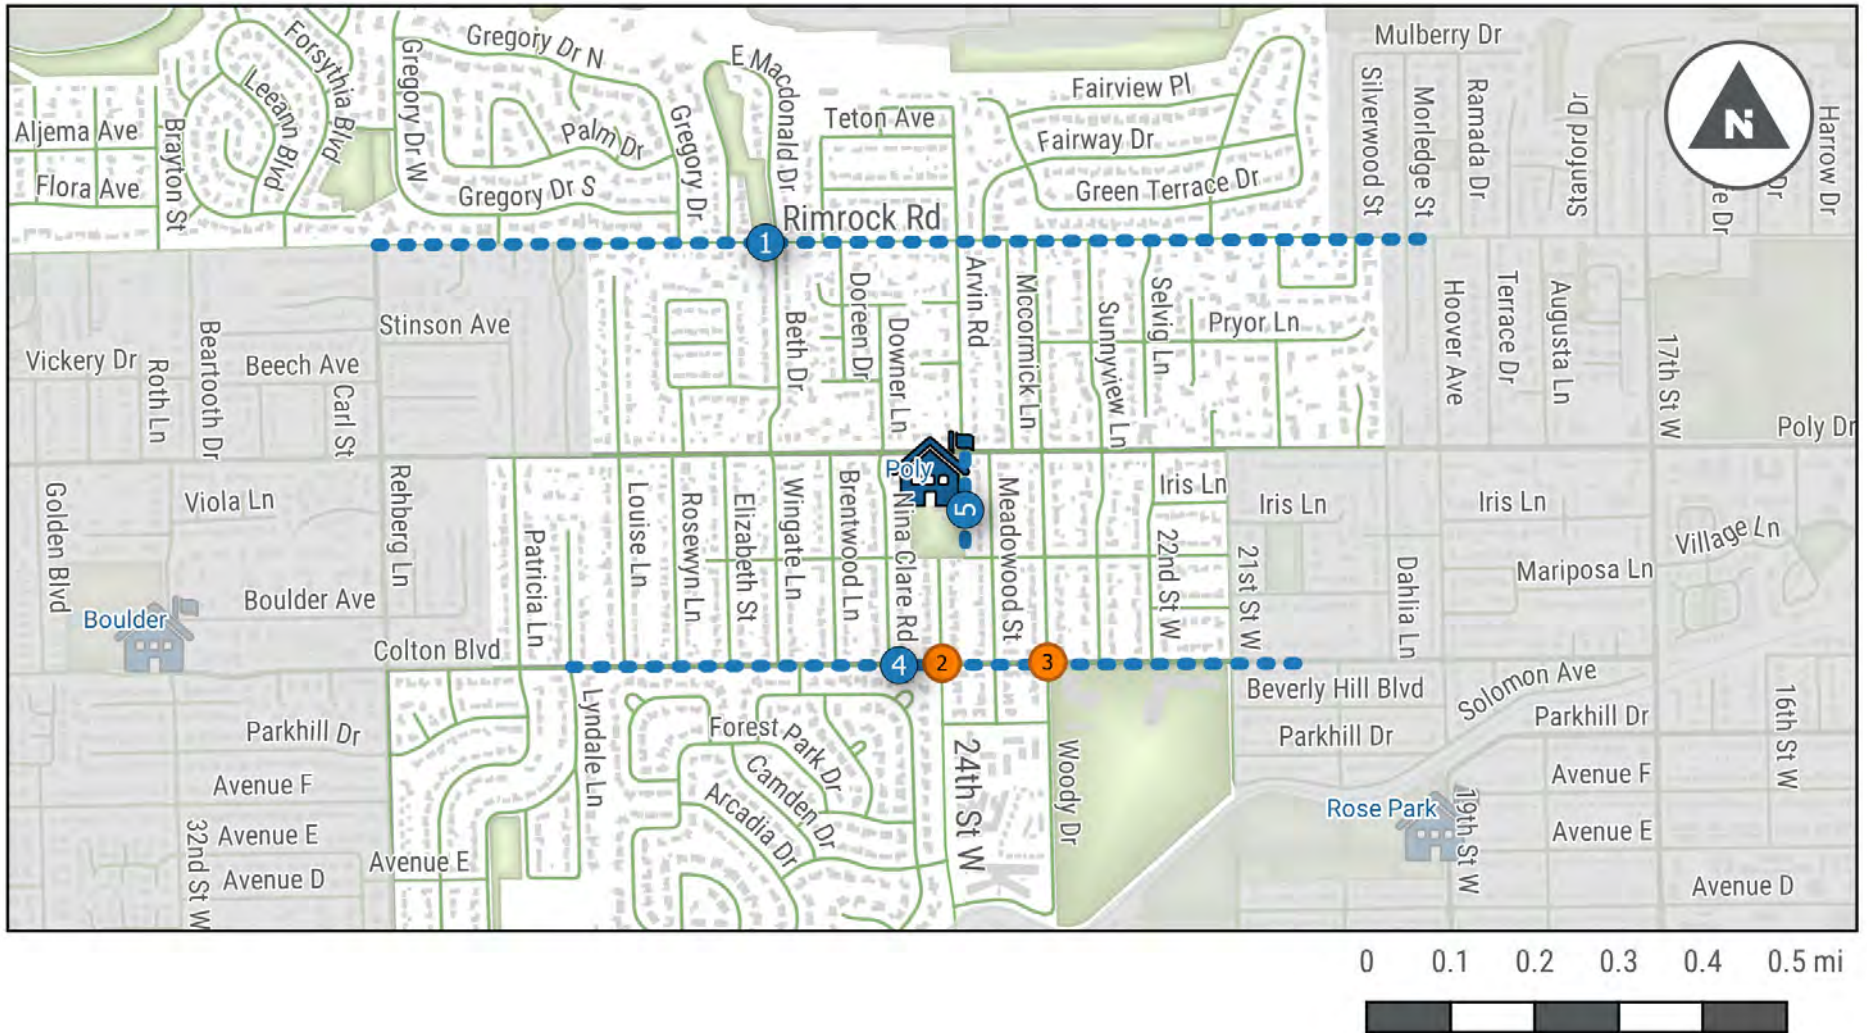 Mulberry Dr
Gregory Dr N
Forsythia Blvd
E Macdonald Dr
Gregory Dr W
Leeann Blvd
Fairview Pl
Silverwood St
Morledge St
Ramada Dr
Stanford Dr
N
Harrow Dr
Teton Ave
Aljema Ave
Brayton St
Palm Dr
Gregory Dr
Fairway Dr
Flora Ave
Gregory Dr S
Green Terrace Dr
Dr
Rimrock Rd
1
Stinson Ave
Beth Dr
Doreen Dr
Downer Ln
Arvin Rd
Mccormick Ln
Sunnyview Ln
Selvig Ln
Pryor Ln
Hoover Ave
Terrace Dr
Augusta Ln
17th St W
Vickery Dr
Roth Ln
Beartooth Dr
Beech Ave
Carl St
Poly Dr
Poly
5
Golden Blvd
Viola Ln
Rehberg Ln
Patricia Ln
Louise Ln
Rosewyn Ln
Elizabeth St
Wingate Ln
Brentwood Ln
Nina Clare Rd
Meadowood St
Iris Ln
Iris Ln
Iris Ln
22nd St W
21st St W
Village Ln
Dahlia Ln
Mariposa Ln
Boulder Ave
Boulder
Colton Blvd
4
2
3
Beverly Hill Blvd
Solomon Ave
Parkhill Dr
Lyndale Ln
Forest Park Dr
Parkhill Dr
Parkhill Dr
16th St W
Camden Dr
24th St W
Woody Dr
Avenue F
Avenue F
Arcadia Dr
Rose Park
19th St W
32nd St W
Avenue E
Avenue E
Avenue E
Avenue D
Avenue D
0 0.1 0.2 0.3 0.4 0.5 mi